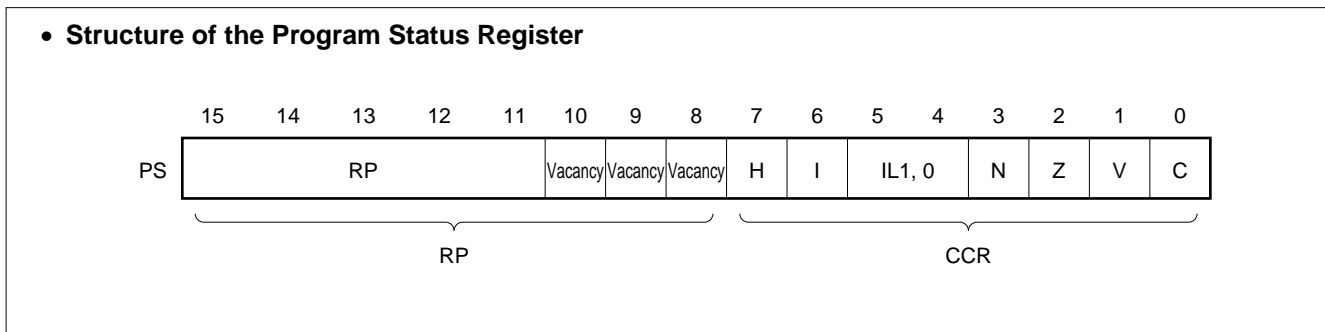 • Structure of the Program Status Register
15 14 13 12 11 10 9 8 7 6 5 4 3 2 1 0
PS RP Vacancy Vacancy Vacancy H I IL1, 0 N Z V C
RP CCR